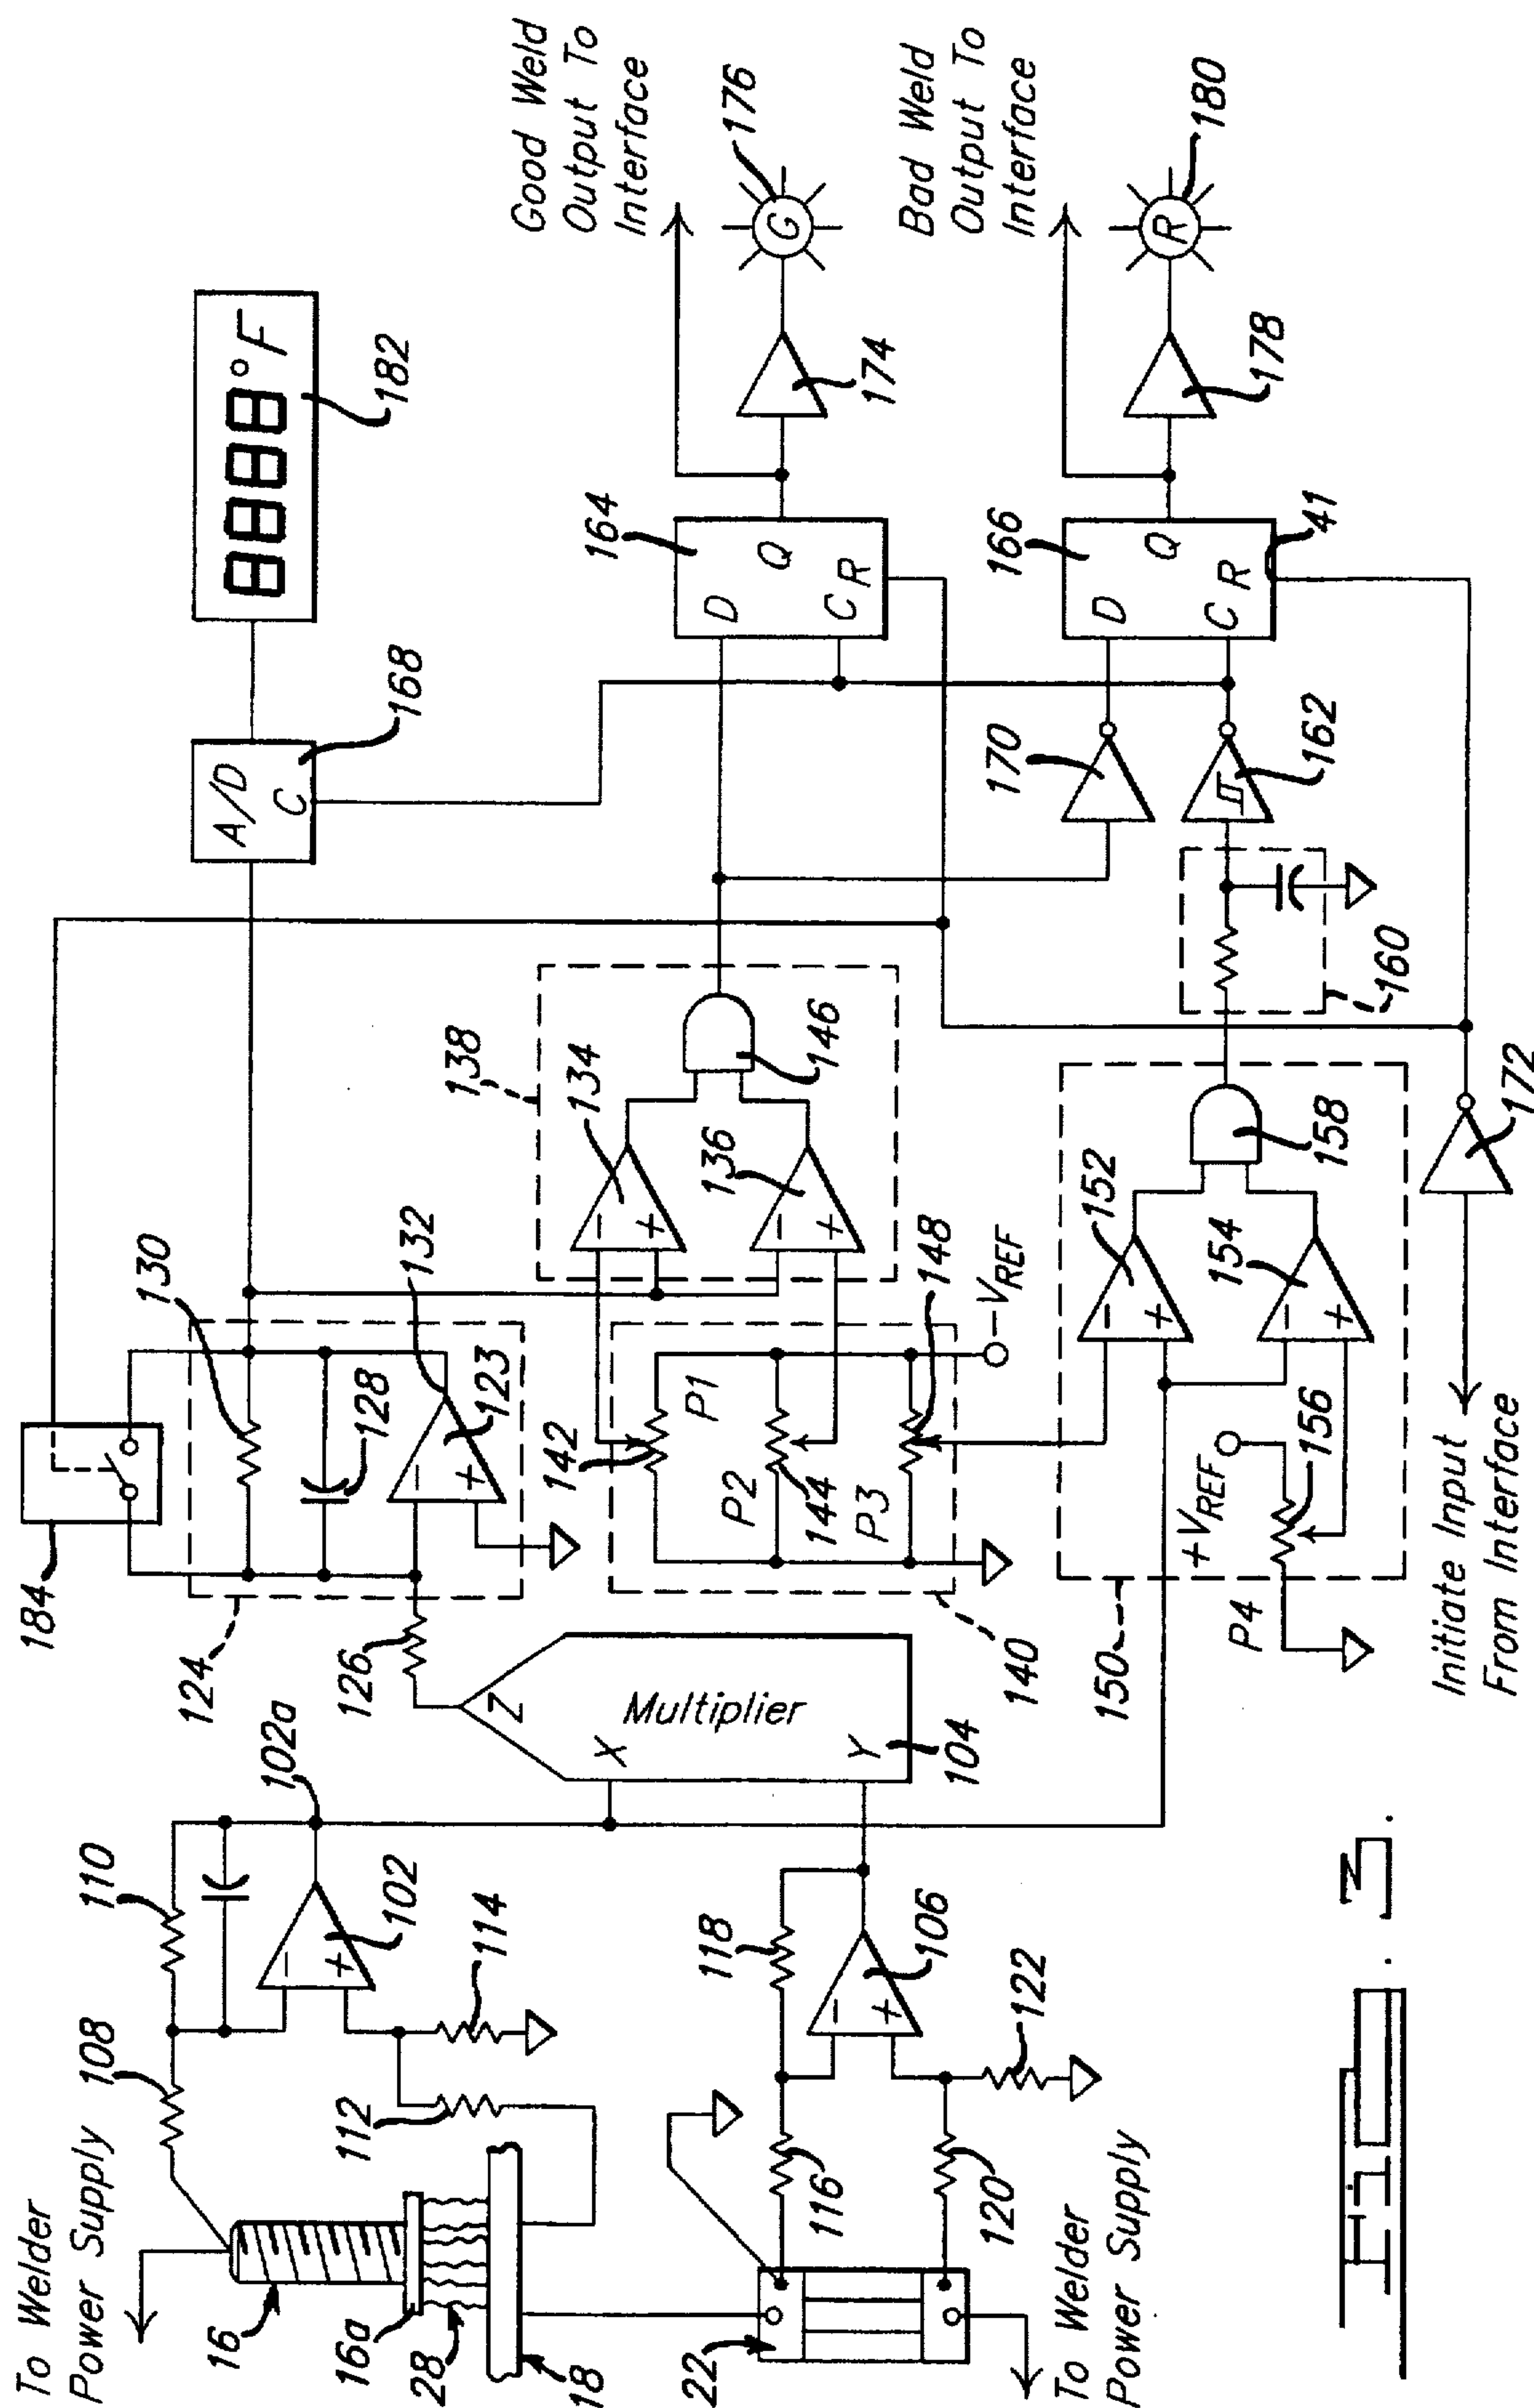 To Welder
Power Supply
108
110
102a
16
16a
28
18
112
114
102
22
116
118
106
120
122
To Welder
Power Supply
184
124
126
130
128
132
123
-
+
-
+
-
+
Multiplier
X
Y
Z
104
140
142
P1
P2
144
P3
148
-VREF
138
134
136
-
+
-
+
146
150
152
154
-
+
-
+
+VREF
P4
156
158
160
162
170
172
Initiate Input
From Interface
A/D
C
168
8888°F
182
164
D
Q
C
R
166
D
Q
C
R
41
174
G
176
Good Weld
Output To
Interface
178
R
180
Bad Weld
Output To
Interface
FIG. 3.